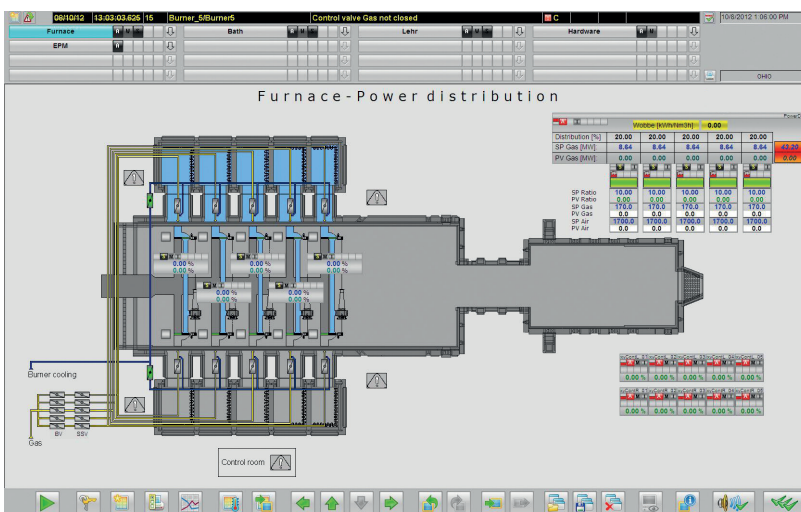 08/10/12 13:03:03.625 15 Burner_5/Burner5 Control valve Gas not closed C 10/8/2012 1:06:00 PM
Furnace A M S Bath A M S Lehr Hardware A M
EPM A
OHIO
Furnace-Power distribution
Wobbe [kWh/Nm3h] 0.00
Distribution [%] 20.00 20.00 20.00 20.00 20.00
SP Gas [MW]: 8.64 8.64 8.64 8.64 8.64 43.20
PV Gas [MW]: 0.00 0.00 0.00 0.00 0.00 0.00
SP Ratio 10.00 10.00 10.00 10.00 10.00
PV Ratio 0.00 0.00 0.00 0.00 0.00
SP Gas 170.0 170.0 170.0 170.0 170.0
PV Gas 0.0 0.0 0.0 0.0 0.0
SP Air 1700.0 1700.0 1700.0 1700.0 1700.0
PV Air 0.0 0.0 0.0 0.0 0.0
0.00 % 0.00 % 0.00 %
0.00 % 0.00 % 0.00 %
0.00 % 0.00 %
0.00 % 0.00 %
0.00 % 0.00 % 0.00 % 0.00 % 0.00 %
0.00 % 0.00 % 0.00 % 0.00 % 0.00 %
Burner cooling
BV SSV
Gas
Control room